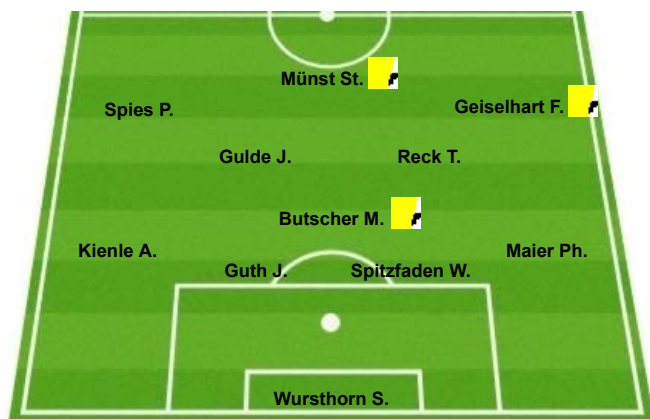 Münst St.
Spies P.
Geiselhart F.
Gulde J.
Reck T.
Butscher M.
Kienle A.
Maier Ph.
Guth J.
Spitzfaden W.
Wursthorn S.